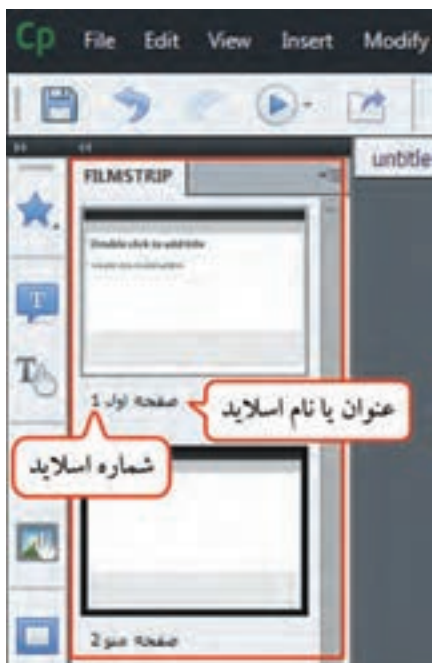 Cp File Edit View Insert Modify
untitle
FILMSTRIP
Double click to add title
صفحه اول 1
عنوان یا نام اسلاید
شماره اسلاید
صفحه منو 2